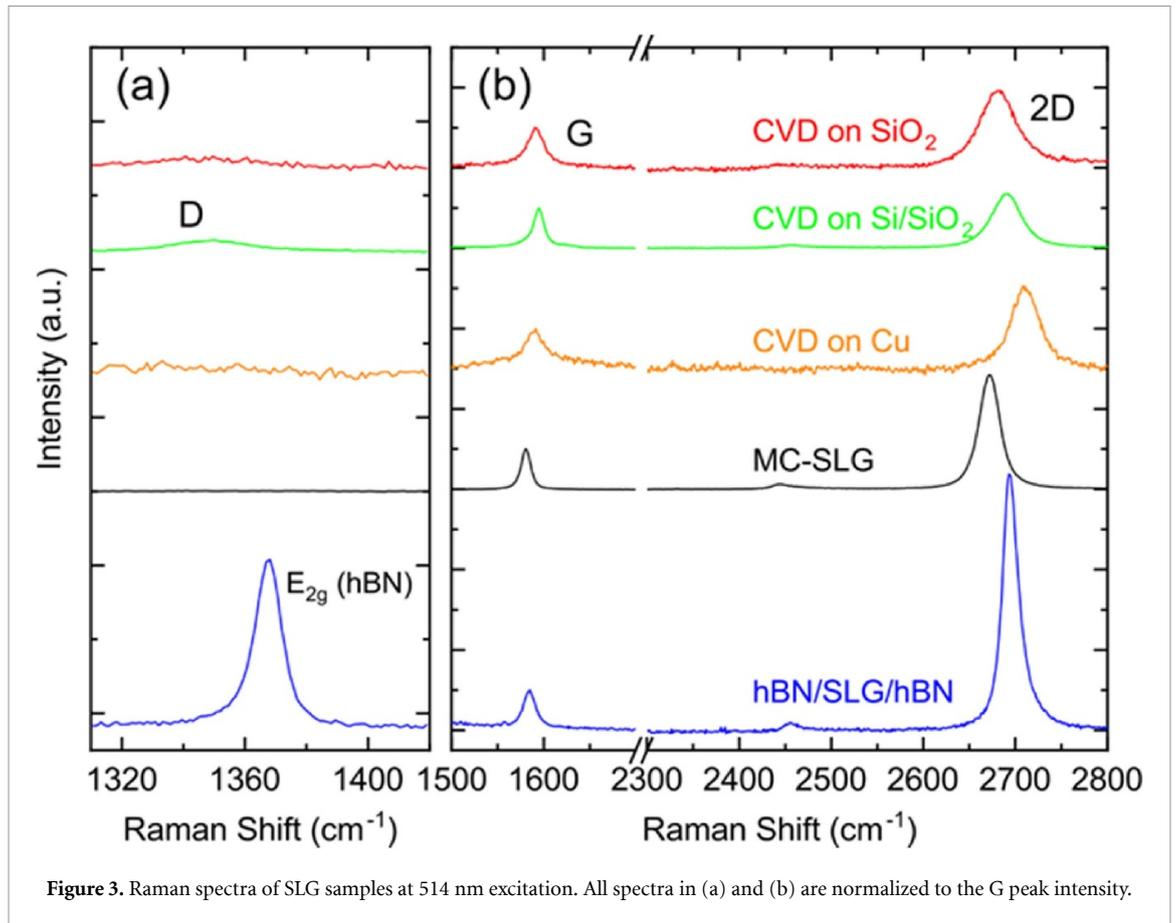 (a)
(b)
G
CVD on SiO₂
2D
D
CVD on Si/SiO₂
CVD on Cu
MC-SLG
E₂g (hBN)
hBN/SLG/hBN
Intensity (a.u.)
1320 1360 1400 1500 1600 2300 2400 2500 2600 2700 2800
Raman Shift (cm⁻¹) Raman Shift (cm⁻¹)
Figure 3. Raman spectra of SLG samples at 514 nm excitation. All spectra in (a) and (b) are normalized to the G peak intensity.